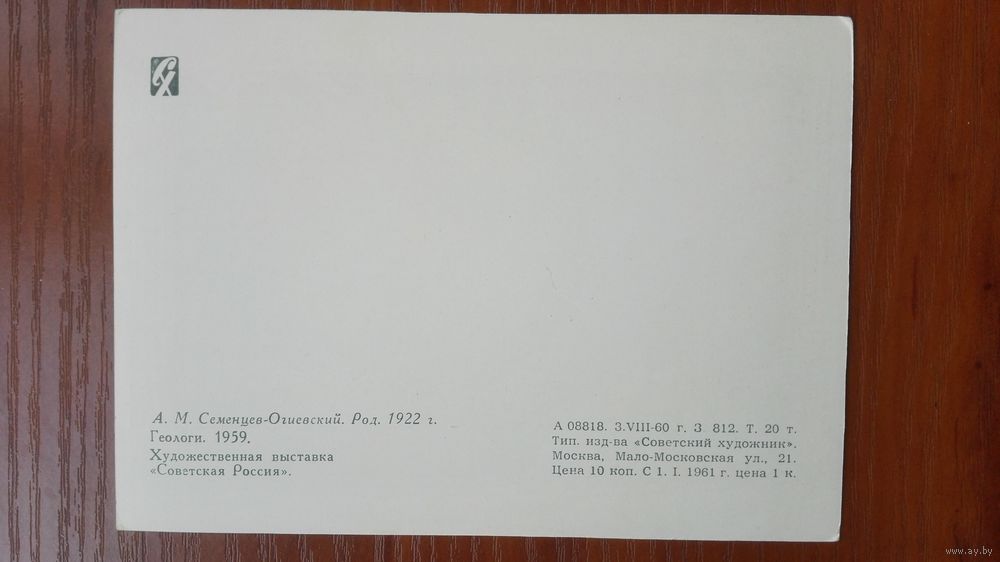 СХ
А. М. Семенцев-Огиевский. Род. 1922 г.
Геологи. 1959.
Художественная выставка
«Советская Россия».
А 08818. 3.VIII-60 г. З 812. Т. 20 т.
Тип. изд-ва «Советский художник».
Москва, Мало-Московская ул., 21.
Цена 10 коп. С 1. I. 1961 г. цена 1 к.
www.ay.by